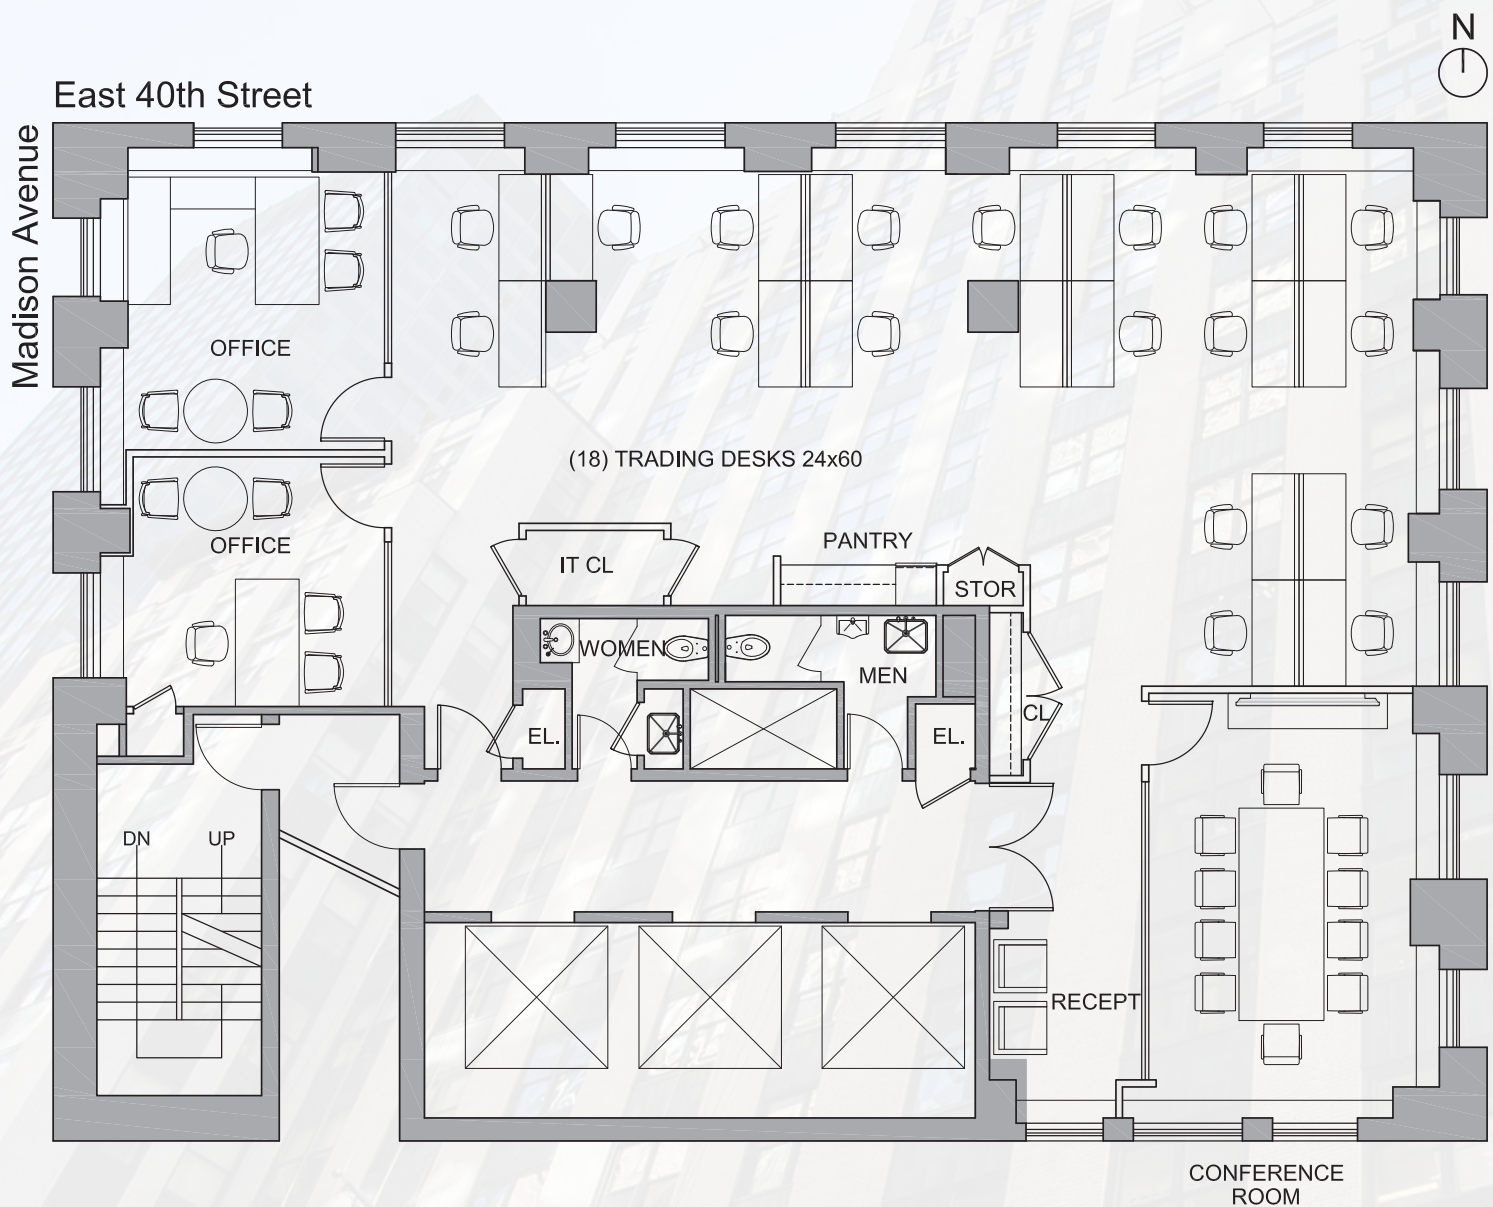 N
East 40th Street
Madison Avenue
OFFICE
(18) TRADING DESKS 24x60
OFFICE
IT CL
PANTRY
STOR
WOMEN
MEN
CL
EL.
EL.
DN
UP
RECEPT
CONFERENCE
ROOM